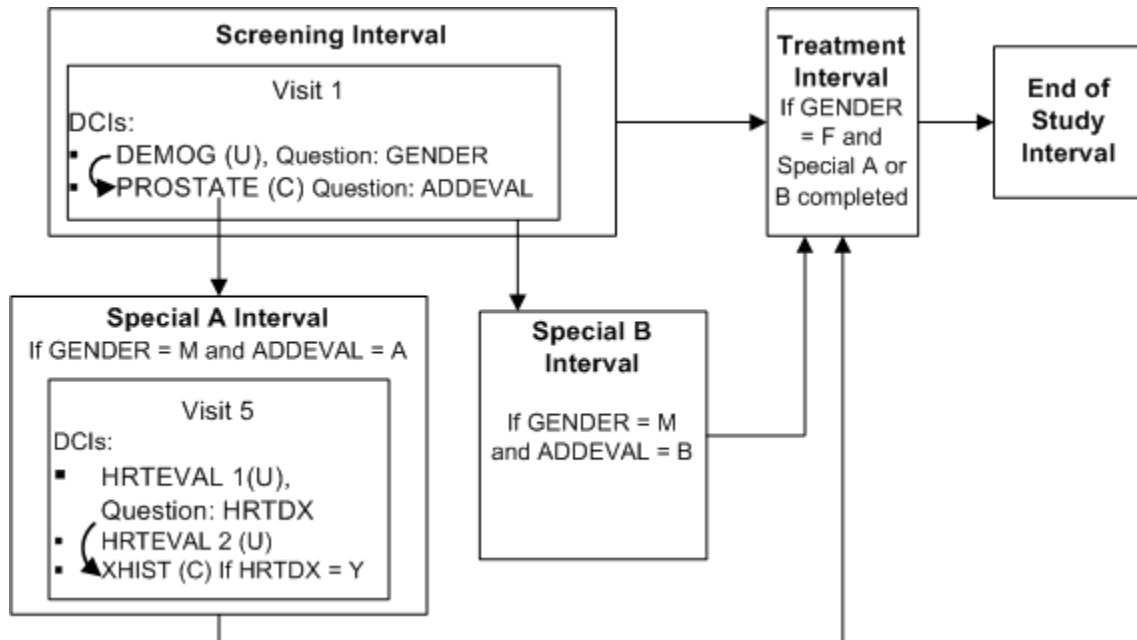 Screening Interval
Visit 1
DCIs:
▪ DEMOG (U), Question: GENDER
▪ PROSTATE (C) Question: ADDEVAL
Treatment
Interval
If GENDER
= F and
Special A or
B completed
End of
Study
Interval
Special A Interval
If GENDER = M and ADDEVAL = A
Visit 5
DCIs:
▪ HRTEVAL 1(U),
Question: HRTDX
▪ HRTEVAL 2 (U)
▪ XHIST (C) If HRTDX = Y
Special B
Interval
If GENDER = M
and ADDEVAL = B